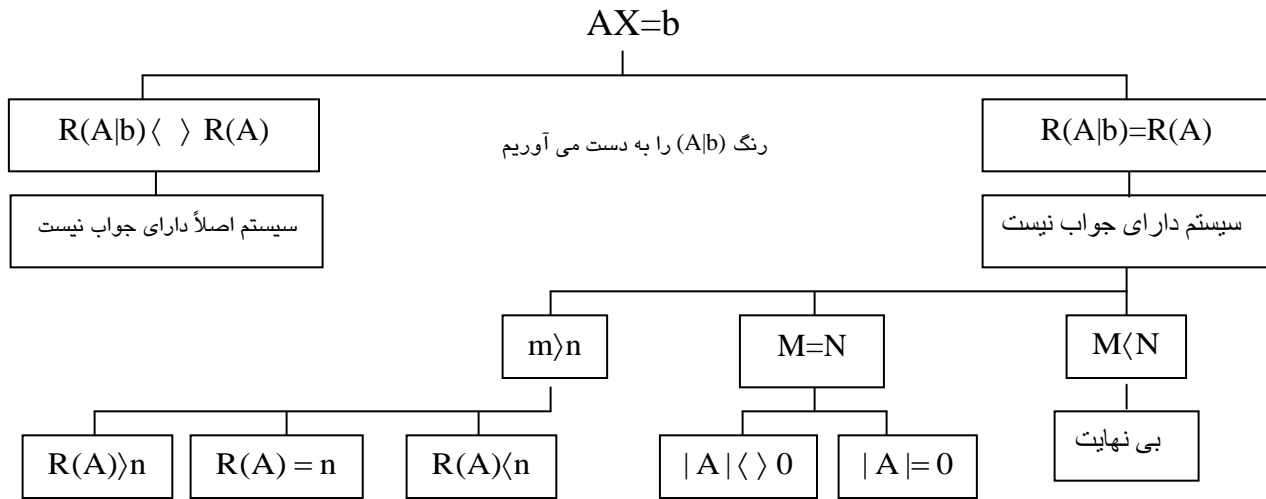 AX=b
R(A|b)〈 〉 R(A)
رنگ (A|b) را به دست می آوریم
R(A|b)=R(A)
سیستم اصلاً دارای جواب نیست
سیستم دارای جواب نیست
m〉n
M=N
M〈N
R(A)〉n
R(A) = n
R(A)〈n
| A |〈 〉 0
| A |= 0
بی نهایت